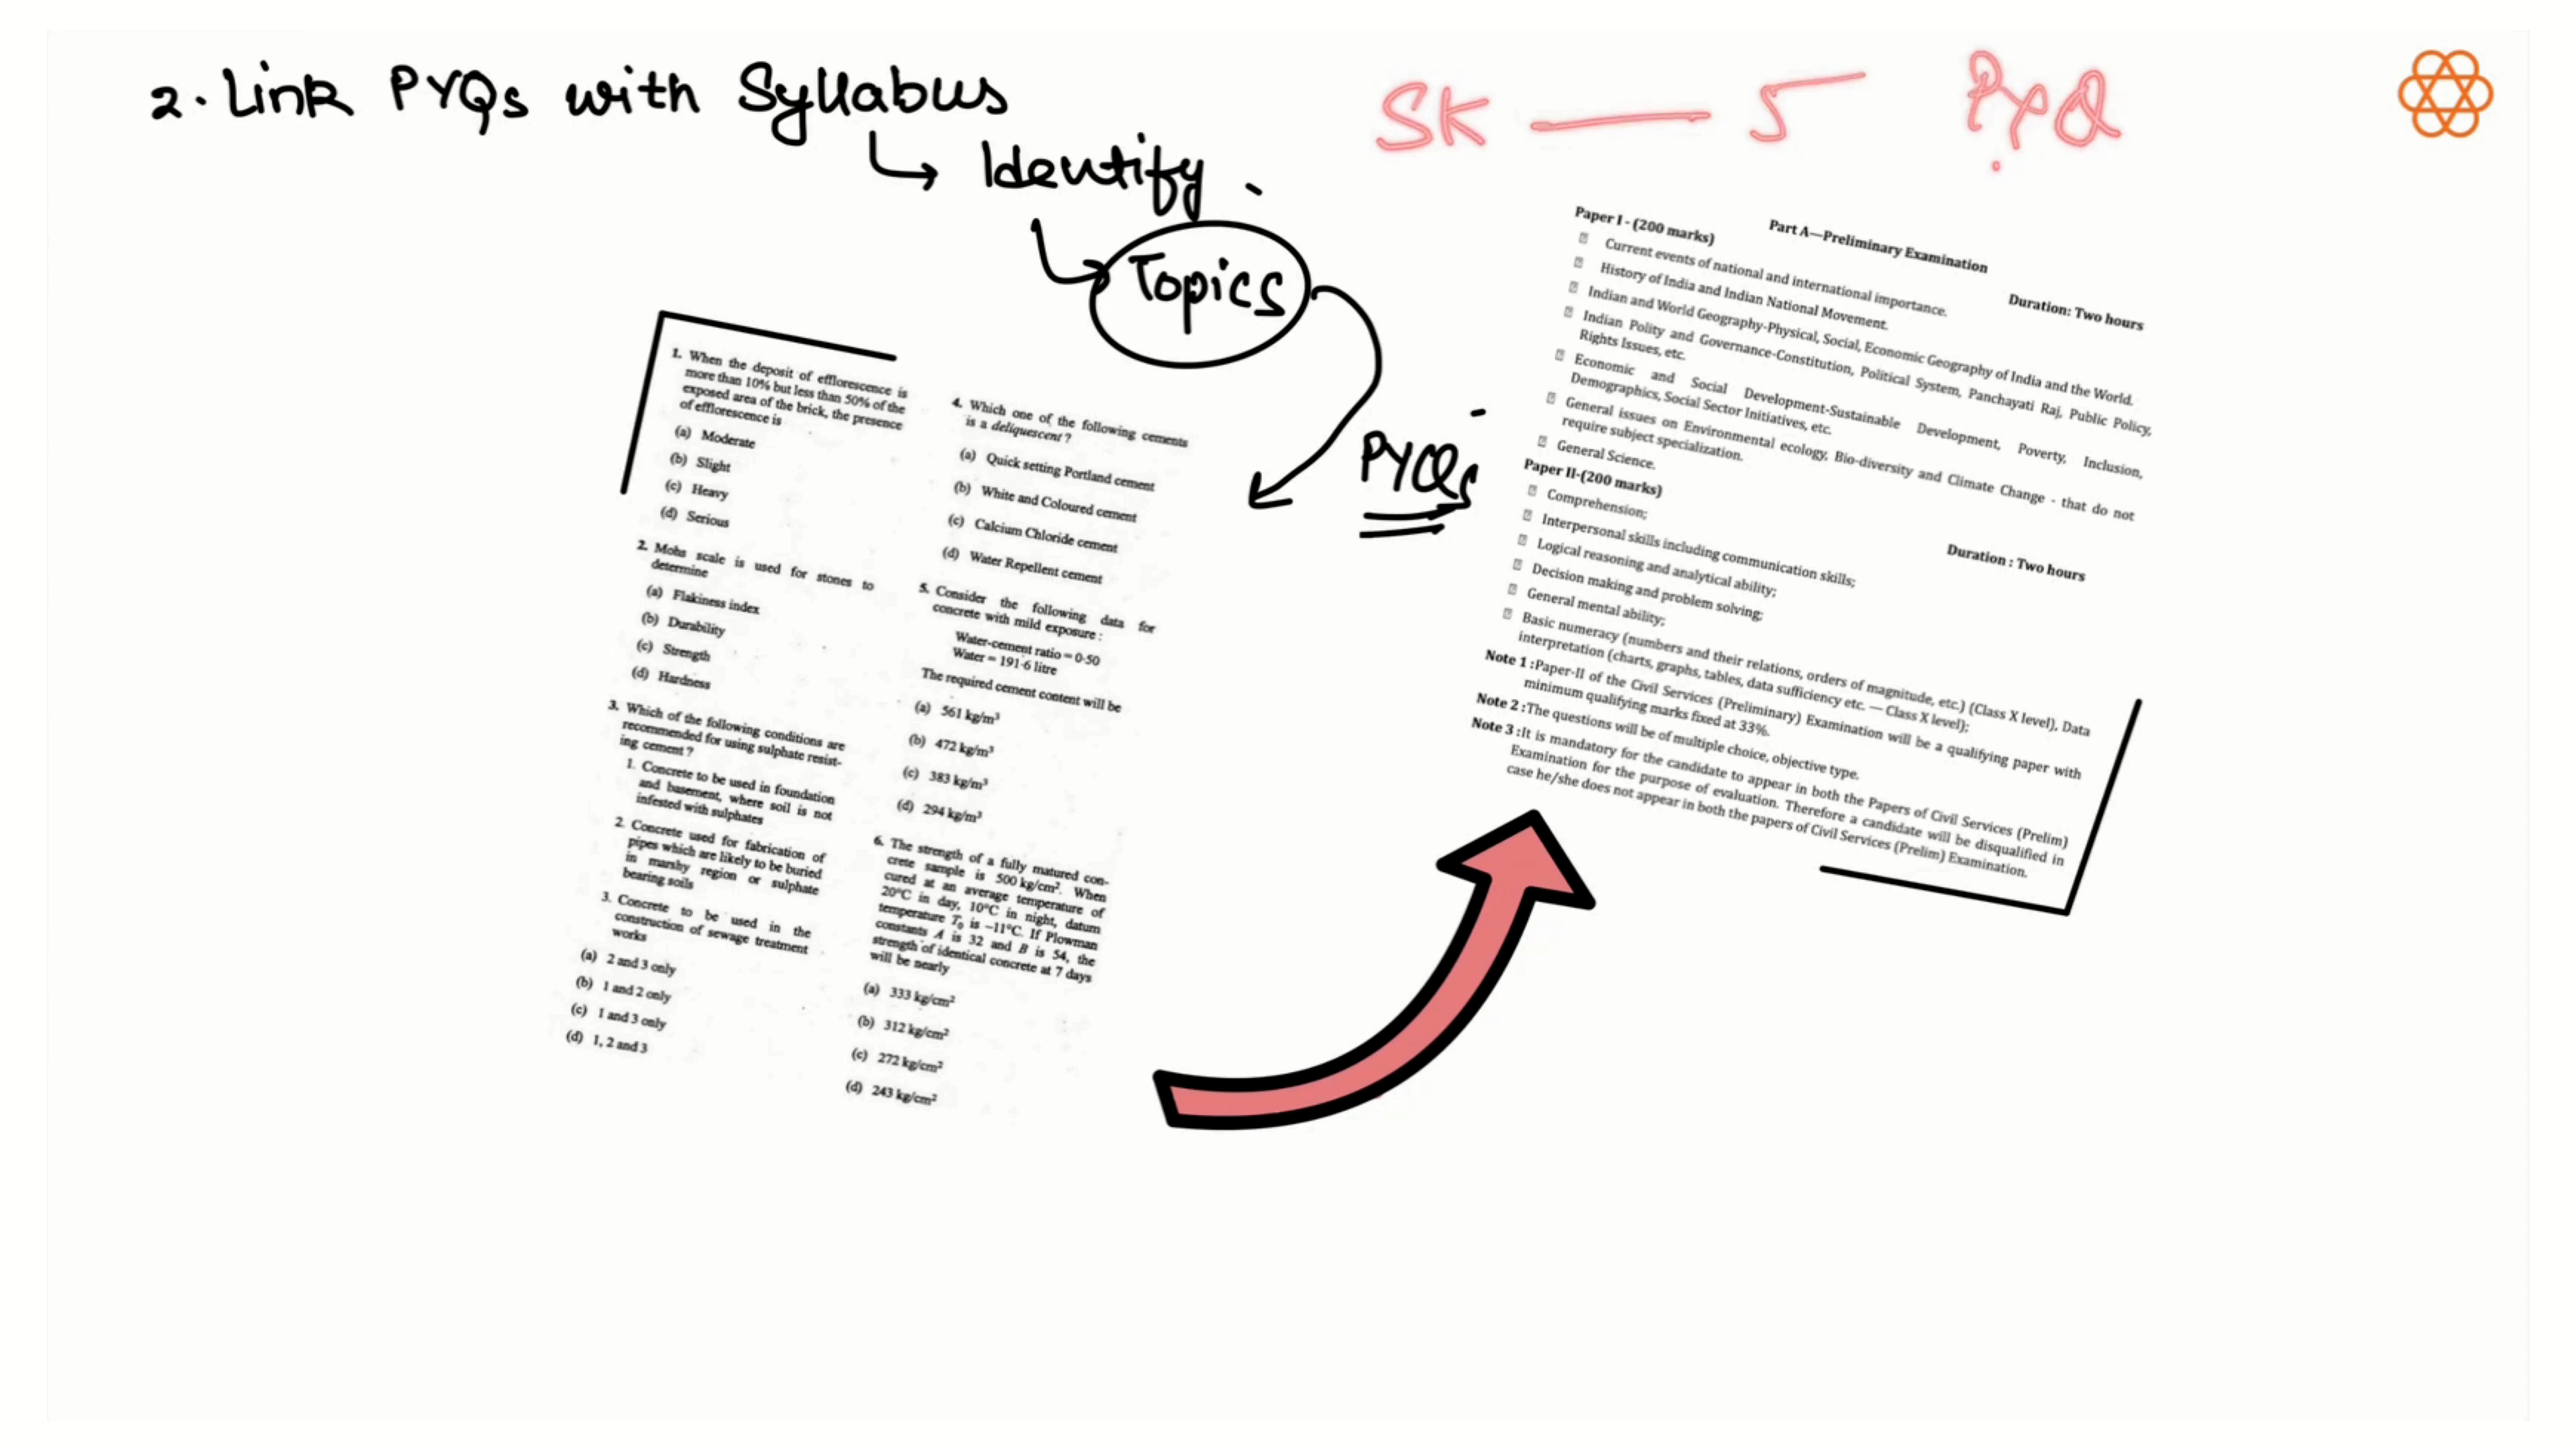 2. Link PYQs with Syllabus
Identify
Topics
PYQs
SK — 5 PYQ
1. When the deposit of efflorescence is
more than 10% but less than 50% of the
exposed area of the brick, the presence
of efflorescence is
(a) Moderate
(b) Slight
(c) Heavy
(d) Serious
2. Mohs scale is used for stones to
determine
(a) Flakiness index
(b) Durability
(c) Strength
(d) Hardness
3. Which of the following conditions are
recommended for using sulphate resist-
ing cement ?
1. Concrete to be used in foundation
and basement, where soil is not
infested with sulphates
2. Concrete used for fabrication of
pipes which are likely to be buried
in marshy region or sulphate
bearing soils
3. Concrete to be used in the
construction of sewage treatment
works
(a) 2 and 3 only
(b) 1 and 2 only
(c) 1 and 3 only
(d) 1, 2 and 3
4. Which one of the following cements
is a deliquescent ?
(a) Quick setting Portland cement
(b) White and Coloured cement
(c) Calcium Chloride cement
(d) Water Repellent cement
5. Consider the following data for
concrete with mild exposure :
Water-cement ratio = 0·50
Water = 191·6 litre
The required cement content will be
(a) 561 kg/m³
(b) 472 kg/m³
(c) 383 kg/m³
(d) 294 kg/m³
6. The strength of a fully matured con-
crete sample is 500 kg/cm². When
cured at an average temperature of
20°C in day, 10°C in night, datum
temperature T₀ is –11°C. If Plowman
constants A is 32 and B is 54, the
strength of identical concrete at 7 days
will be nearly
(a) 333 kg/cm²
(b) 312 kg/cm²
(c) 272 kg/cm²
(d) 243 kg/cm²
Part A—Preliminary Examination
Paper I - (200 marks) Duration: Two hours
Current events of national and international importance.
History of India and Indian National Movement.
Indian and World Geography-Physical, Social, Economic Geography of India and the World.
Indian Polity and Governance-Constitution, Political System, Panchayati Raj, Public Policy,
Rights Issues, etc.
Economic and Social Development-Sustainable Development, Poverty, Inclusion,
Demographics, Social Sector Initiatives, etc.
General issues on Environmental ecology, Bio-diversity and Climate Change - that do not
require subject specialization.
General Science.
Paper II-(200 marks) Duration : Two hours
Comprehension;
Interpersonal skills including communication skills;
Logical reasoning and analytical ability;
Decision making and problem solving;
General mental ability;
Basic numeracy (numbers and their relations, orders of magnitude, etc.) (Class X level), Data
interpretation (charts, graphs, tables, data sufficiency etc. — Class X level);
Note 1 :Paper-II of the Civil Services (Preliminary) Examination will be a qualifying paper with
minimum qualifying marks fixed at 33%.
Note 2 :The questions will be of multiple choice, objective type.
Note 3 :It is mandatory for the candidate to appear in both the Papers of Civil Services (Prelim)
Examination for the purpose of evaluation. Therefore a candidate will be disqualified in
case he/she does not appear in both the papers of Civil Services (Prelim) Examination.